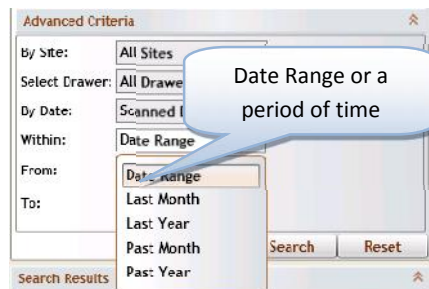 Advanced Criteria
By Site: All Sites
Select Drawer: All Drawe
By Date: Scanned
Within: Date Range
From:
To:
Date Range or a
period of time
Date Range
Last Month
Last Year
Past Month
Past Year
Search Reset
Search Results